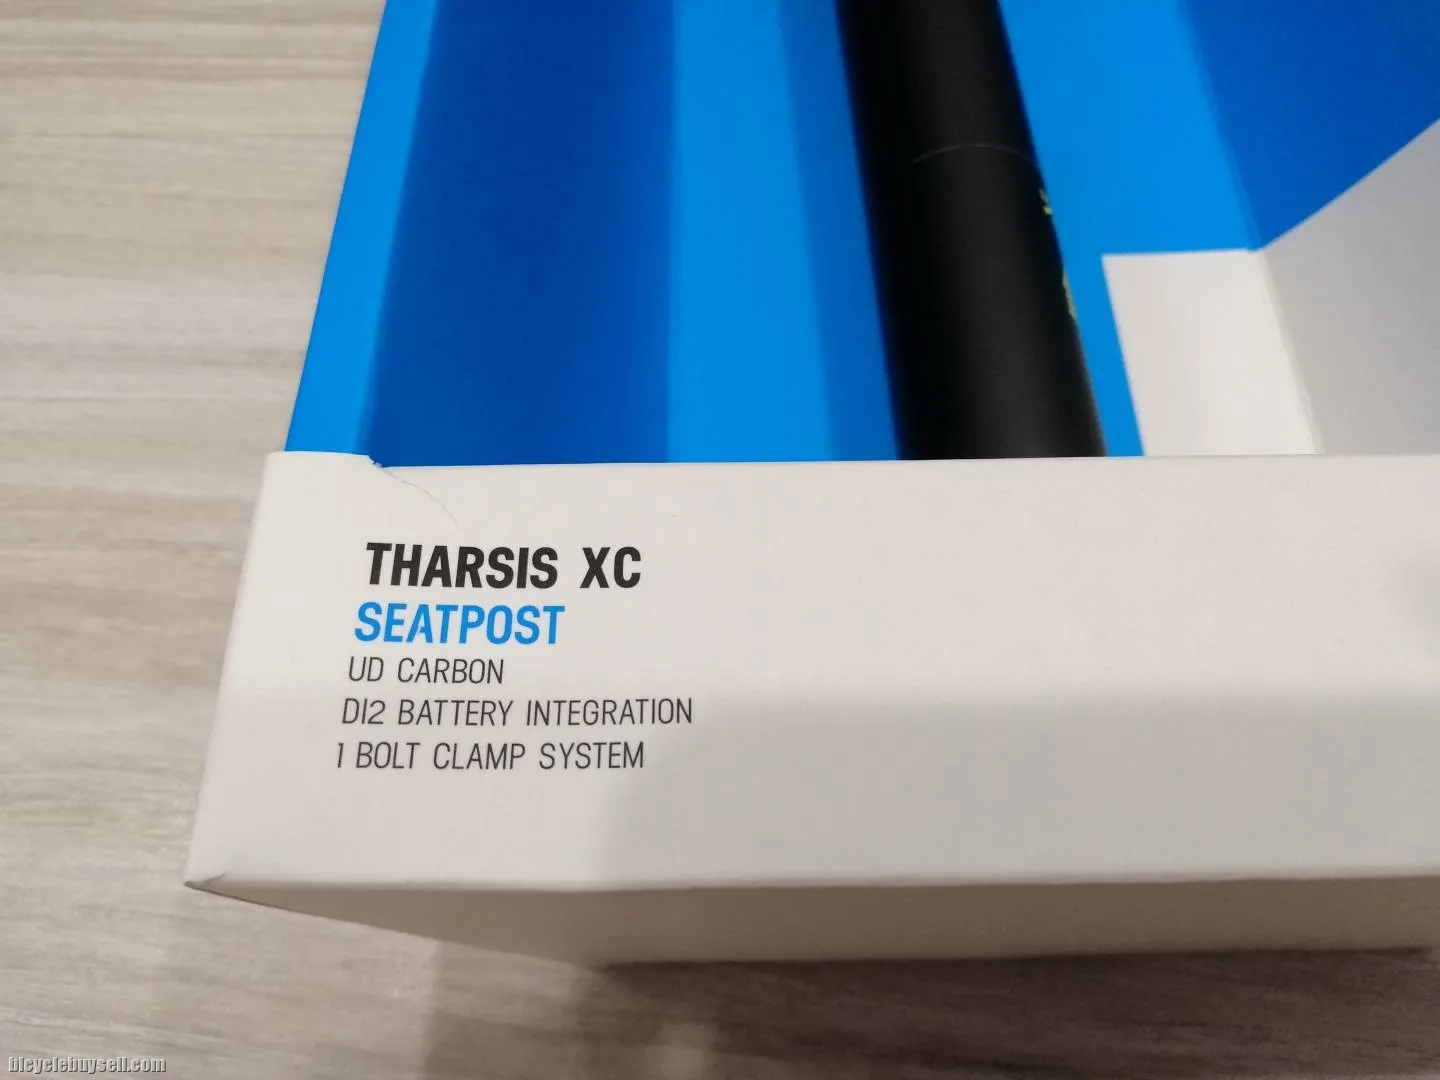 THARSIS XC
SEATPOST
UD CARBON
DI2 BATTERY INTEGRATION
1 BOLT CLAMP SYSTEM
bicyclebuysell.com